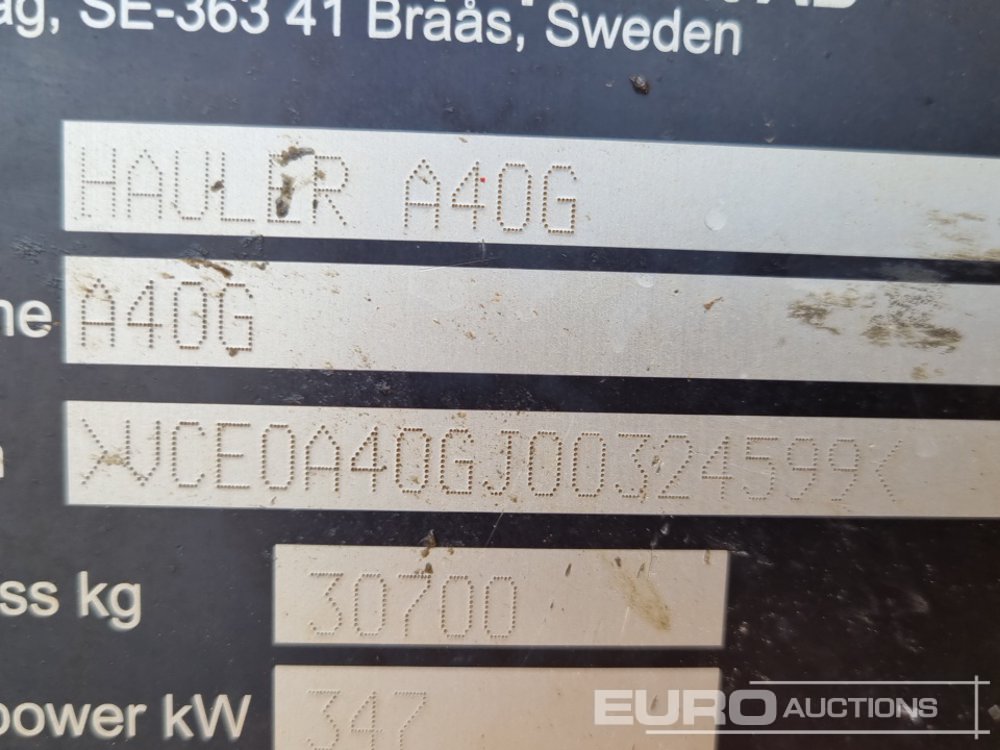 ag, SE-363 41 Braås, Sweden
HAULER A40G
ne A40G
>VCE0A40GJ00324599<
ss kg 30700
power kW 347
EURO AUCTIONS